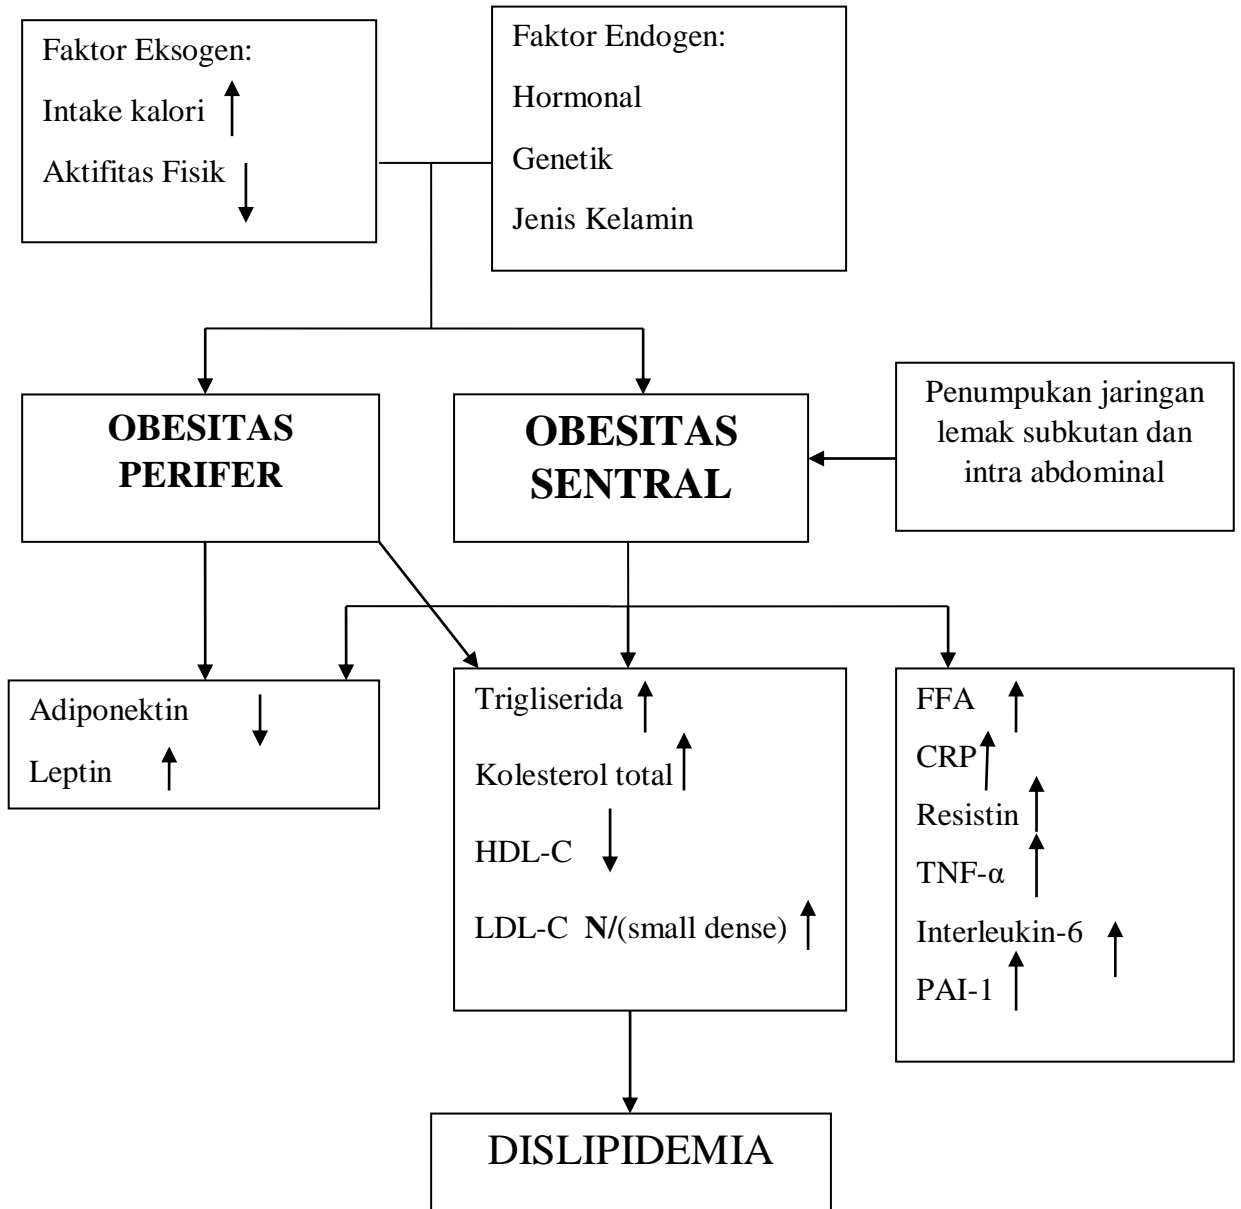 Faktor Eksogen:
Intake kalori
Aktifitas Fisik
Faktor Endogen:
Hormonal
Genetik
Jenis Kelamin
OBESITAS
PERIFER
OBESITAS
SENTRAL
Penumpukan jaringan
lemak subkutan dan
intra abdominal
Adiponektin
Leptin
Trigliserida
Kolesterol total
HDL-C
LDL-C N/(small dense)
FFA
CRP
Resistin
TNF-α
Interleukin-6
PAI-1
DISLIPIDEMIA